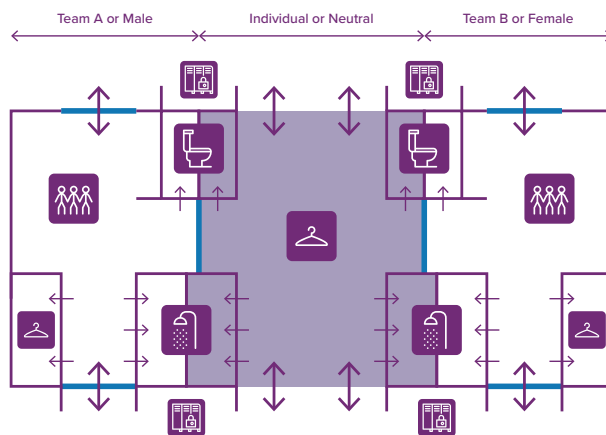 Team A or Male
Individual or Neutral
Team B or Female